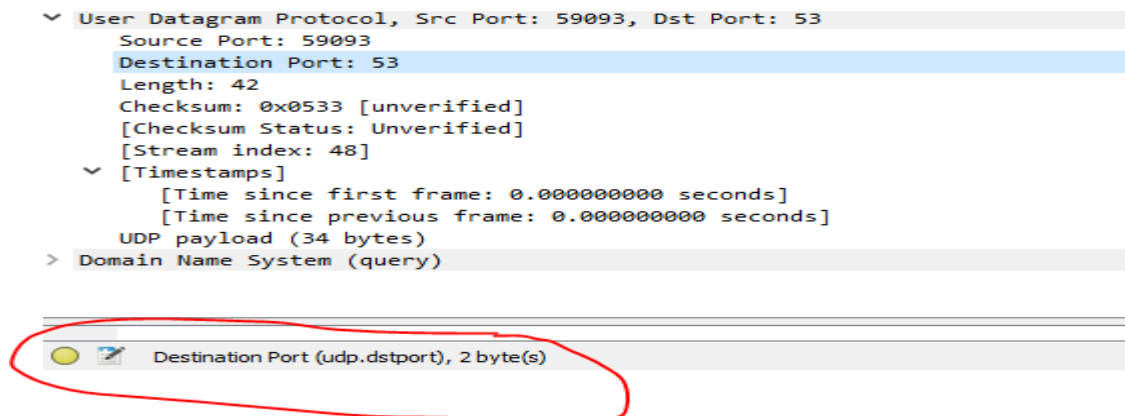 User Datagram Protocol, Src Port: 59093, Dst Port: 53
Source Port: 59093
Destination Port: 53
Length: 42
Checksum: 0x0533 [unverified]
[Checksum Status: Unverified]
[Stream index: 48]
[Timestamps]
[Time since first frame: 0.000000000 seconds]
[Time since previous frame: 0.000000000 seconds]
UDP payload (34 bytes)
Domain Name System (query)
Destination Port (udp.dstport), 2 byte(s)